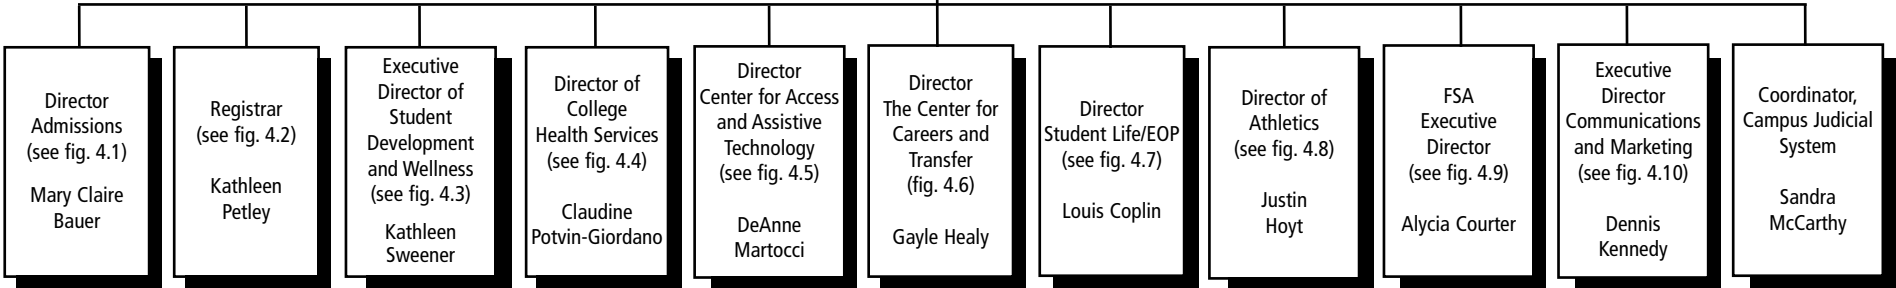 Director
Admissions
(see fig. 4.1)
Mary Claire
Bauer
Registrar
(see fig. 4.2)
Kathleen
Petley
Executive
Director of
Student
Development
and Wellness
(see fig. 4.3)
Kathleen
Sweener
Director of
College
Health Services
(see fig. 4.4)
Claudine
Potvin-Giordano
Director
Center for Access
and Assistive
Technology
(see fig. 4.5)
DeAnne
Martocci
Director
The Center for
Careers and
Transfer
(fig. 4.6)
Gayle Healy
Director
Student Life/EOP
(see fig. 4.7)
Louis Coplin
Director of
Athletics
(see fig. 4.8)
Justin
Hoyt
FSA
Executive
Director
(see fig. 4.9)
Alycia Courter
Executive
Director
Communications
and Marketing
(see fig. 4.10)
Dennis
Kennedy
Coordinator,
Campus Judicial
System
Sandra
McCarthy